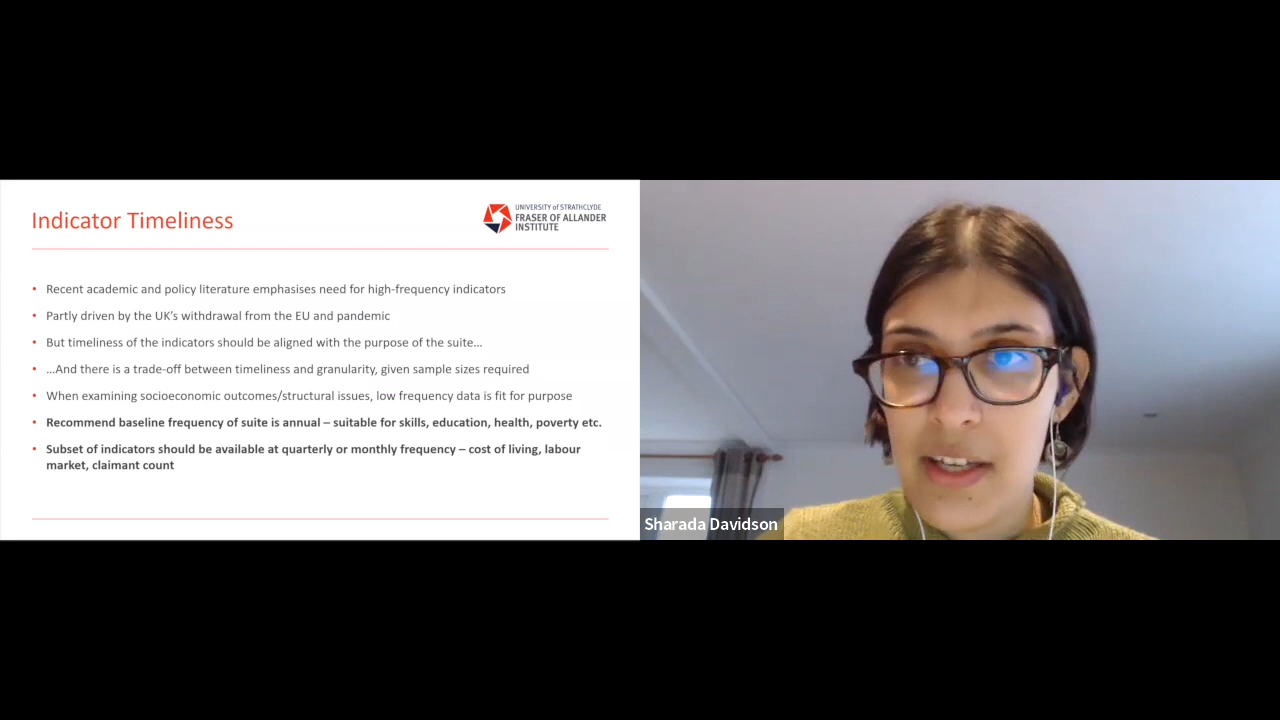 Indicator Timeliness
UNIVERSITY of STRATHCLYDE
FRASER OF ALLANDER
INSTITUTE
• Recent academic and policy literature emphasises need for high-frequency indicators
• Partly driven by the UK's withdrawal from the EU and pandemic
• But timeliness of the indicators should be aligned with the purpose of the suite…
• …And there is a trade-off between timeliness and granularity, given sample sizes required
• When examining socioeconomic outcomes/structural issues, low frequency data is fit for purpose
• Recommend baseline frequency of suite is annual – suitable for skills, education, health, poverty etc.
• Subset of indicators should be available at quarterly or monthly frequency – cost of living, labour
market, claimant count
Sharada Davidson